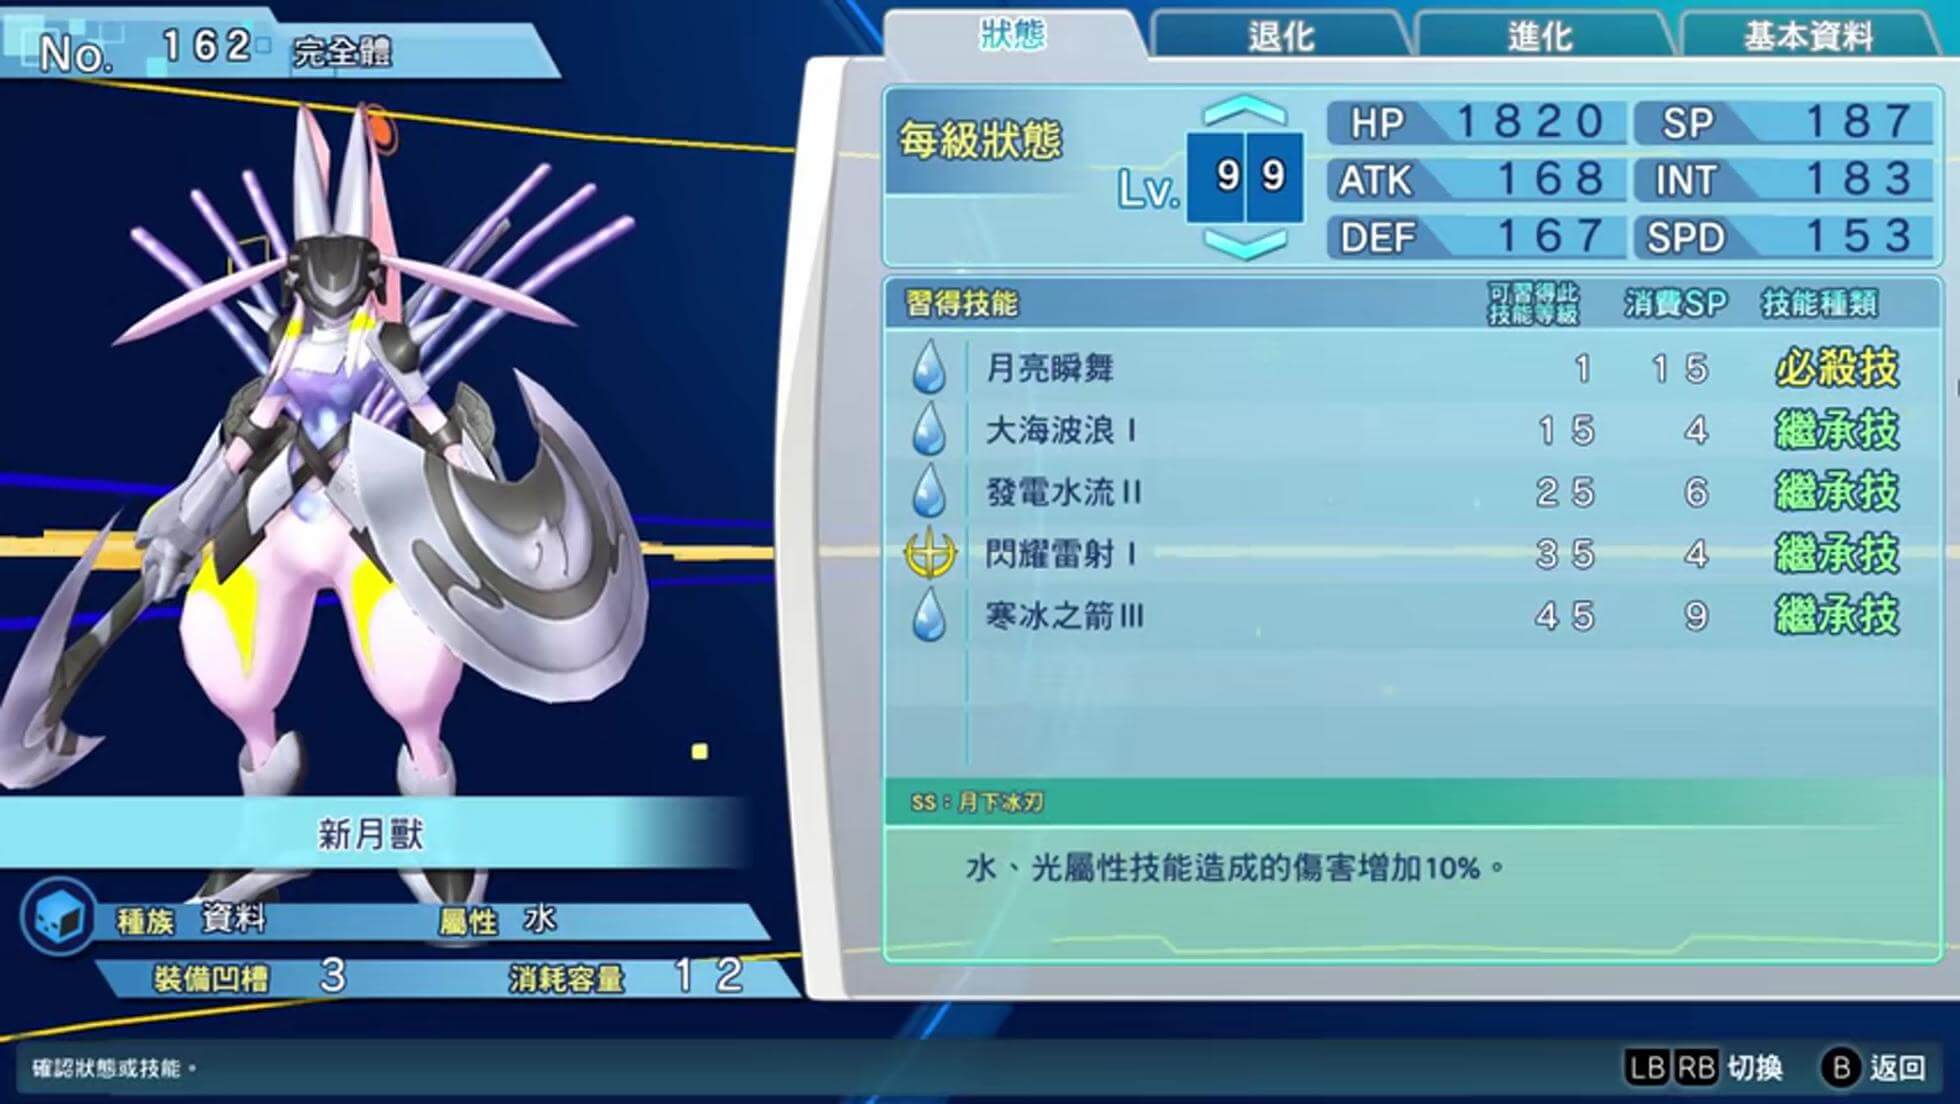 No. 162 完全體
狀態 退化 進化 基本資料
每級狀態
Lv. 99
HP 1820 SP 187
ATK 168 INT 183
DEF 167 SPD 153
習得技能 可習得此技能等級 消費SP 技能種類
月亮瞬舞 1 15 必殺技
大海波浪 I 15 4 繼承技
發電水流 II 25 6 繼承技
閃耀雷射 I 35 4 繼承技
寒冰之箭 III 45 9 繼承技
SS：月下冰刃
水、光屬性技能造成的傷害增加10%。
新月獸
種族 資料 屬性 水
裝備凹槽 3 消耗容量 12
確認狀態或技能。
LB RB 切換 B 返回